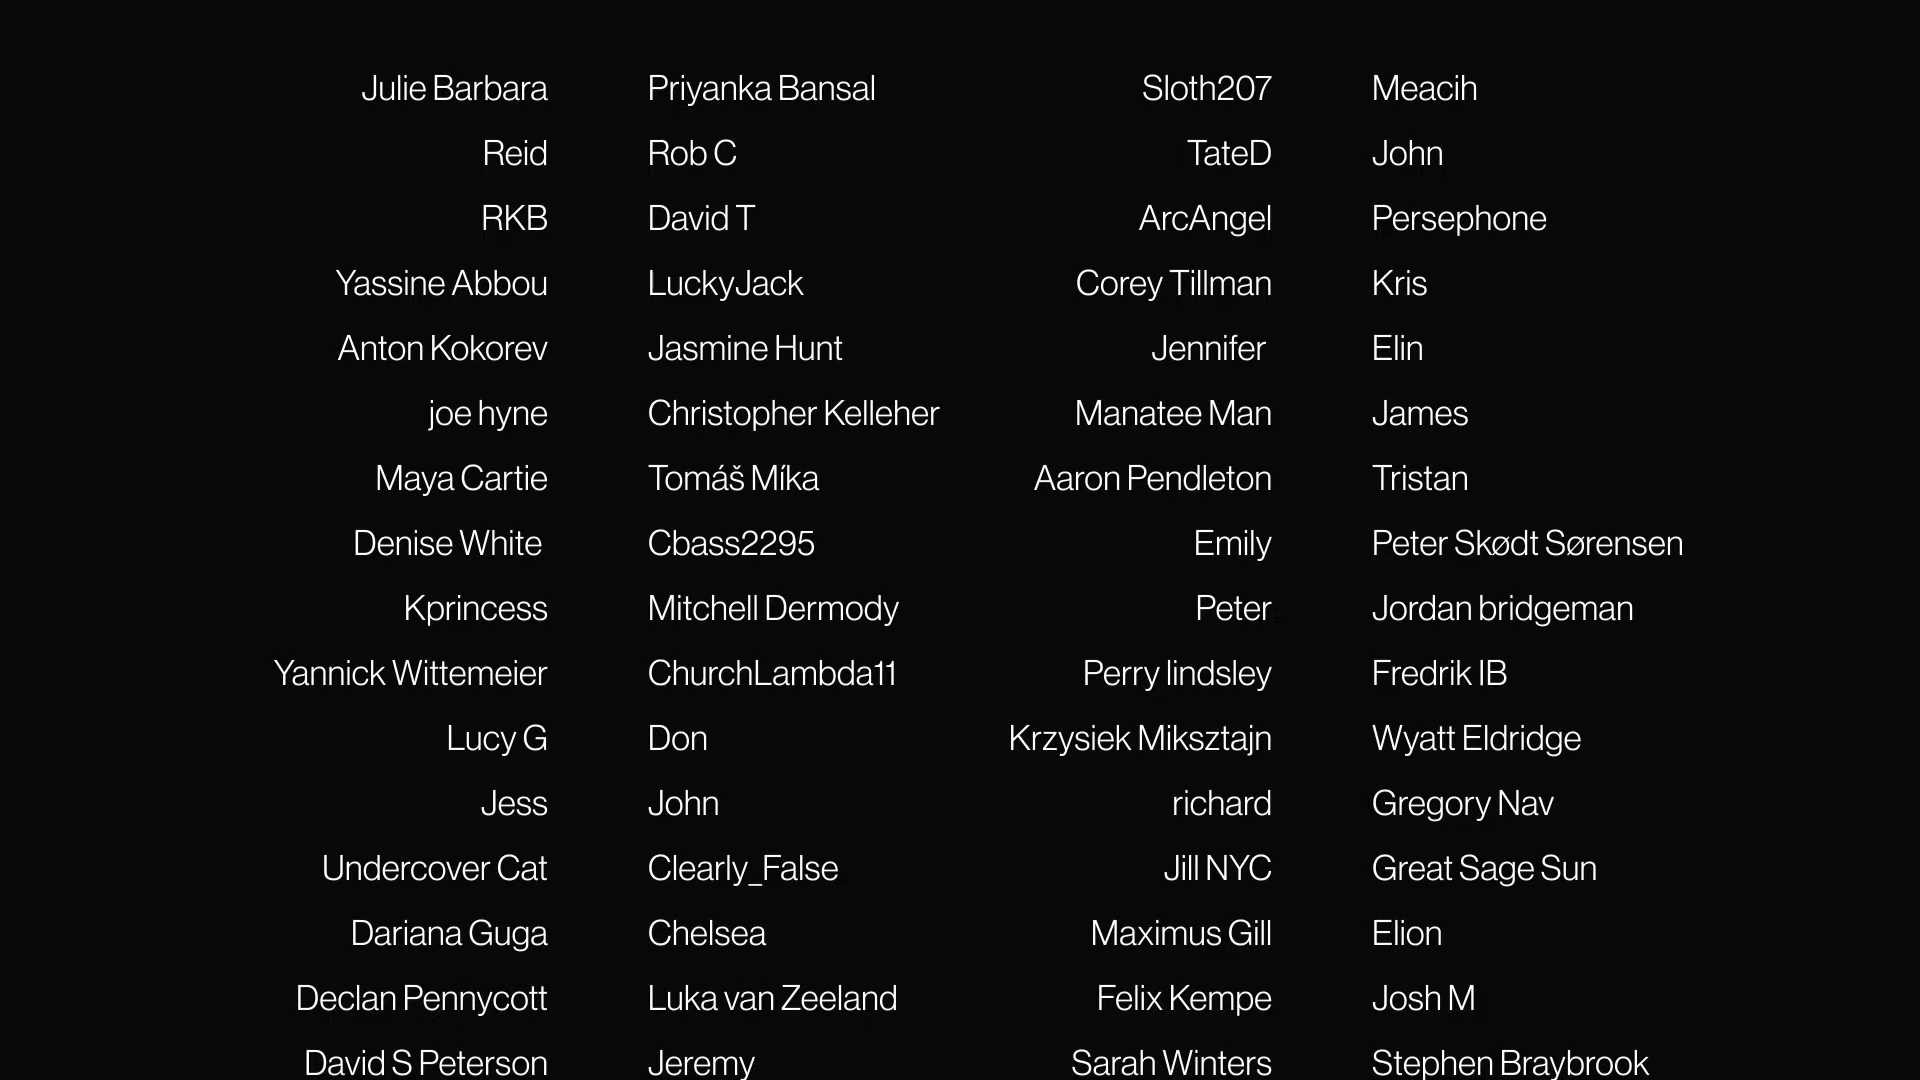 Julie Barbara Priyanka Bansal Sloth207 Meacih
Reid Rob C TateD John
RKB David T ArcAngel Persephone
Yassine Abbou LuckyJack Corey Tillman Kris
Anton Kokorev Jasmine Hunt Jennifer Elin
joe hyne Christopher Kelleher Manatee Man James
Maya Cartie Tomáš Míka Aaron Pendleton Tristan
Denise White Cbass2295 Emily Peter Skødt Sørensen
Kprincess Mitchell Dermody Peter Jordan bridgeman
Yannick Wittemeier ChurchLambda11 Perry lindsley Fredrik IB
Lucy G Don Krzysiek Miksztajn Wyatt Eldridge
Jess John richard Gregory Nav
Undercover Cat Clearly_False Jill NYC Great Sage Sun
Dariana Guga Chelsea Maximus Gill Elion
Declan Pennycott Luka van Zeeland Felix Kempe Josh M
David S Peterson Jeremy Sarah Winters Stephen Braybrook